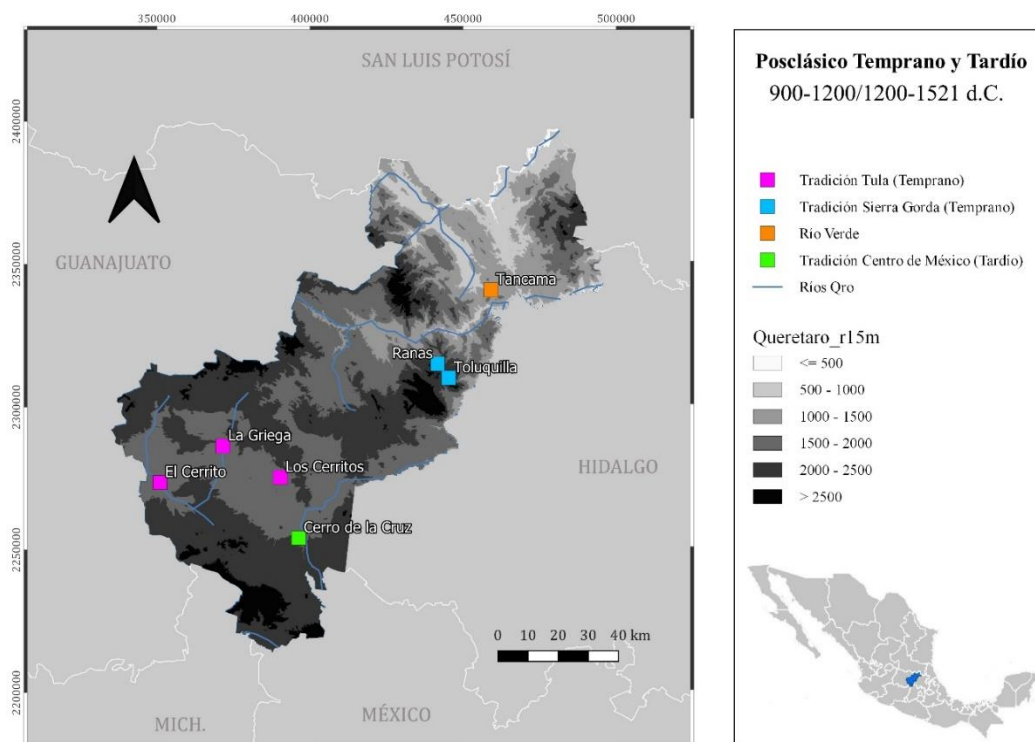 350000
400000
450000
500000
SAN LUIS POTOSÍ
2400000
GUANAJUATO
2350000
Tancama
Ranas
Toluquilla
2300000
La Griega
Los Cerritos
El Cerrito
HIDALGO
Cerro de la Cruz
2250000
0 10 20 30 40 km
2200000
MICH.
MÉXICO
Posclásico Temprano y Tardío
900-1200/1200-1521 d.C.
Tradición Tula (Temprano)
Tradición Sierra Gorda (Temprano)
Río Verde
Tradición Centro de México (Tardío)
Ríos Qro
Queretaro_r15m
<= 500
500 - 1000
1000 - 1500
1500 - 2000
2000 - 2500
> 2500